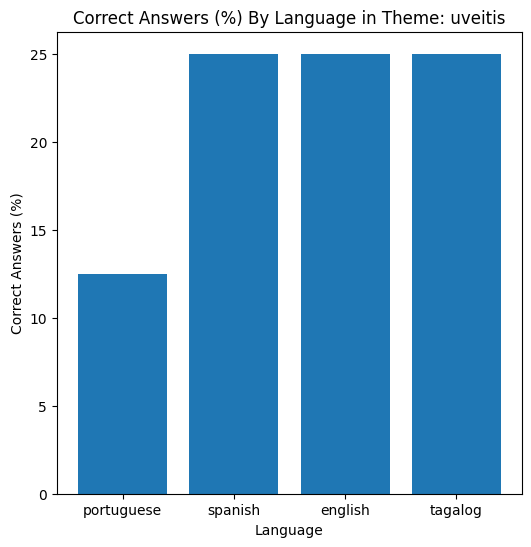 Correct Answers (%) By Language in Theme: uveitis
25
20
15
10
5
0
Correct Answers (%)
portuguese spanish english tagalog
Language